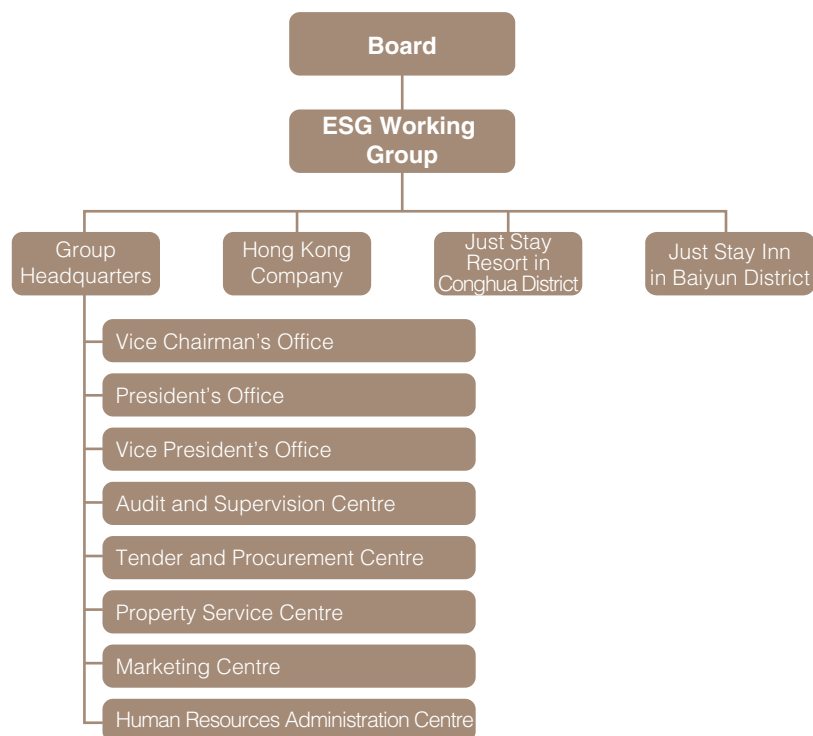 Board
ESG Working
Group
Group
Headquarters
Hong Kong
Company
Just Stay
Resort in
Conghua District
Just Stay Inn
in Baiyun District
Vice Chairman's Office
President's Office
Vice President's Office
Audit and Supervision Centre
Tender and Procurement Centre
Property Service Centre
Marketing Centre
Human Resources Administration Centre